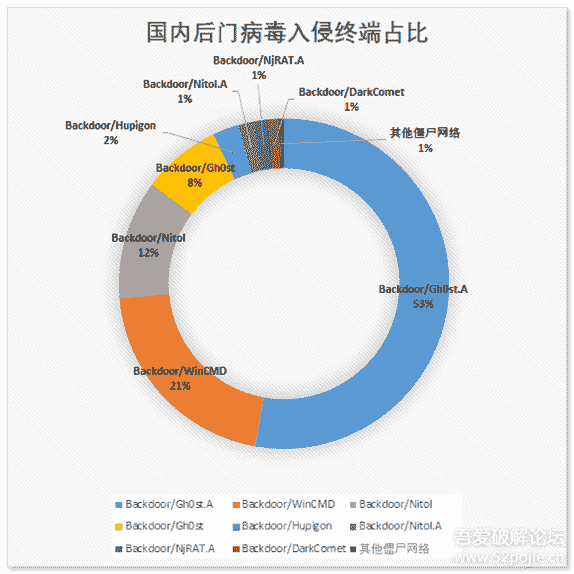 国内后门病毒入侵终端占比
Backdoor/NjRAT.A
1%
Backdoor/Nitol.A
1%
Backdoor/DarkComet
1%
Backdoor/Hupigon
2%
其他僵尸网络
1%
Backdoor/Gh0st
8%
Backdoor/Nitol
12%
Backdoor/Gh0st.A
53%
Backdoor/WinCMD
21%
Backdoor/Gh0st.A Backdoor/WinCMD Backdoor/Nitol
Backdoor/Gh0st Backdoor/Hupigon Backdoor/Nitol.A
Backdoor/NjRAT.A Backdoor/DarkComet 其他僵尸网络
吾爱破解论坛
www.52pojie.cn